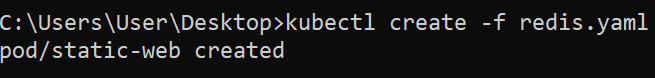 C:\Users\User\Desktop>kubectl create -f redis.yaml
pod/static-web created